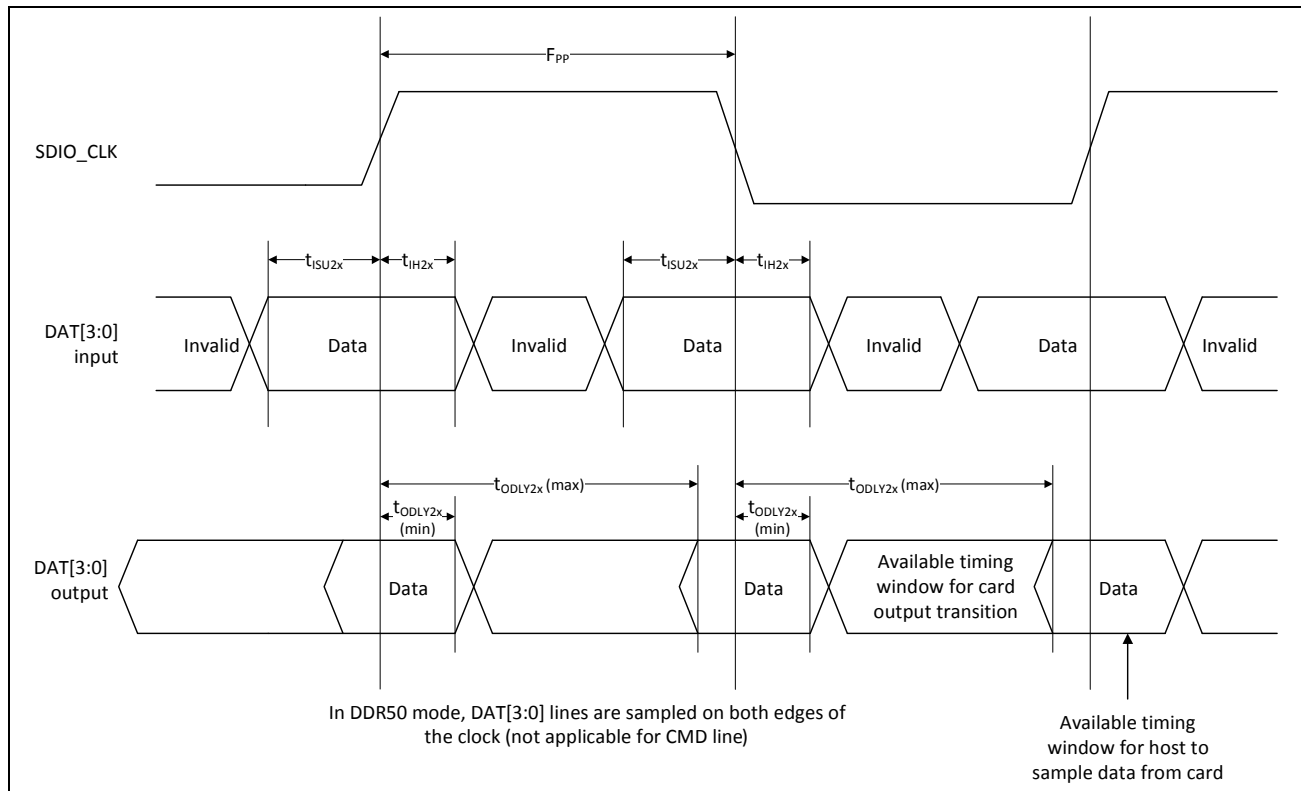 FPP
SDIO_CLK
tISU2x
tIH2x
tISU2x
tIH2x
DAT[3:0]
input
Invalid
Data
Invalid
Data
Invalid
Data
Invalid
tODLY2x (max)
tODLY2x (max)
tODLY2x
(min)
tODLY2x
(min)
DAT[3:0]
output
Data
Data
Available timing
window for card
output transition
Data
In DDR50 mode, DAT[3:0] lines are sampled on both edges of
the clock (not applicable for CMD line)
Available timing
window for host to
sample data from card